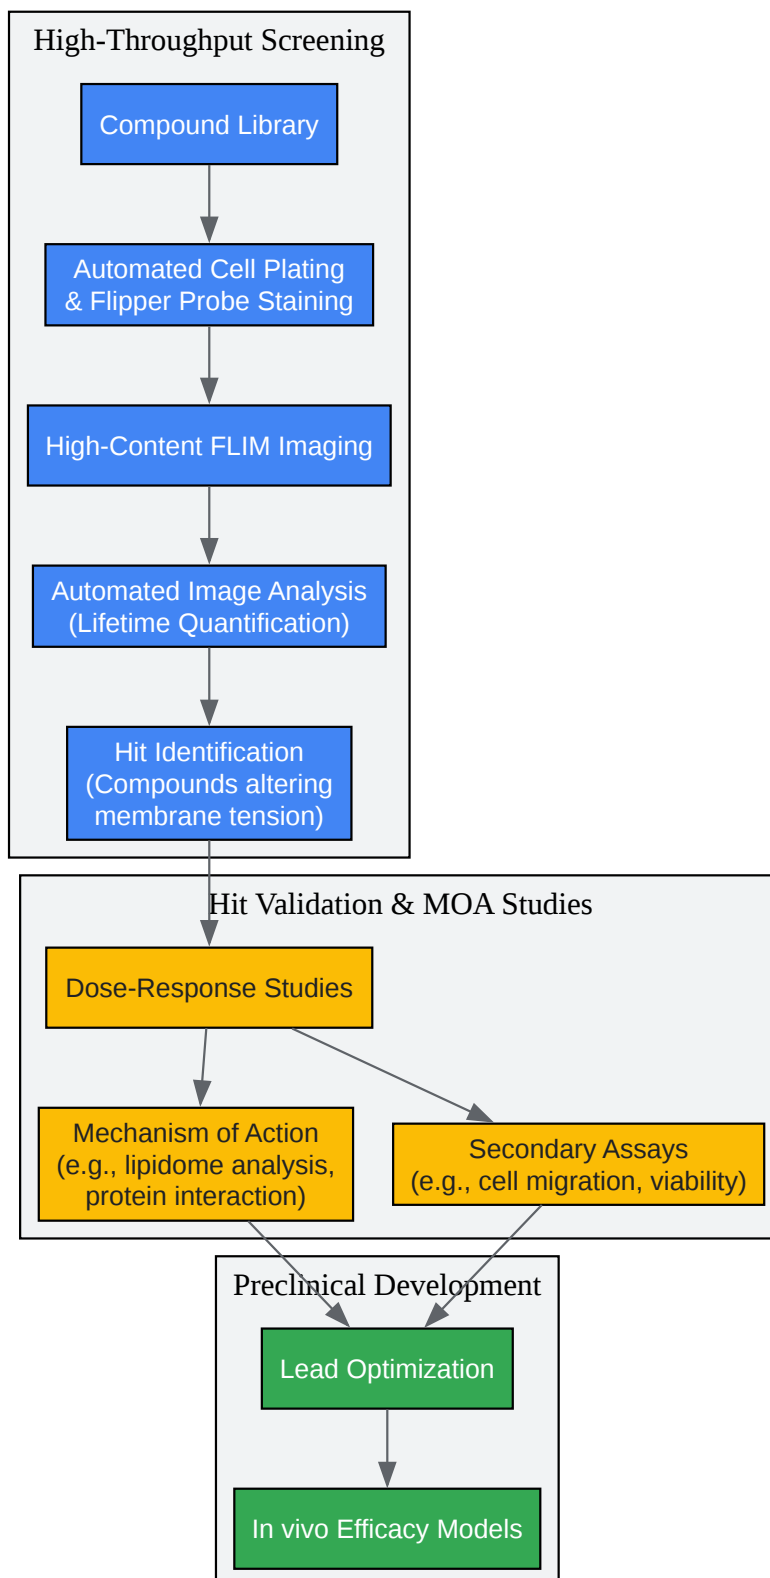 High-Throughput Screening
Compound Library
Automated Cell Plating
& Flipper Probe Staining
High-Content FLIM Imaging
Automated Image Analysis
(Lifetime Quantification)
Hit Identification
(Compounds altering
membrane tension)
Hit Validation & MOA Studies
Dose-Response Studies
Mechanism of Action
(e.g., lipidome analysis,
protein interaction)
Secondary Assays
(e.g., cell migration, viability)
Preclinical Development
Lead Optimization
In vivo Efficacy Models